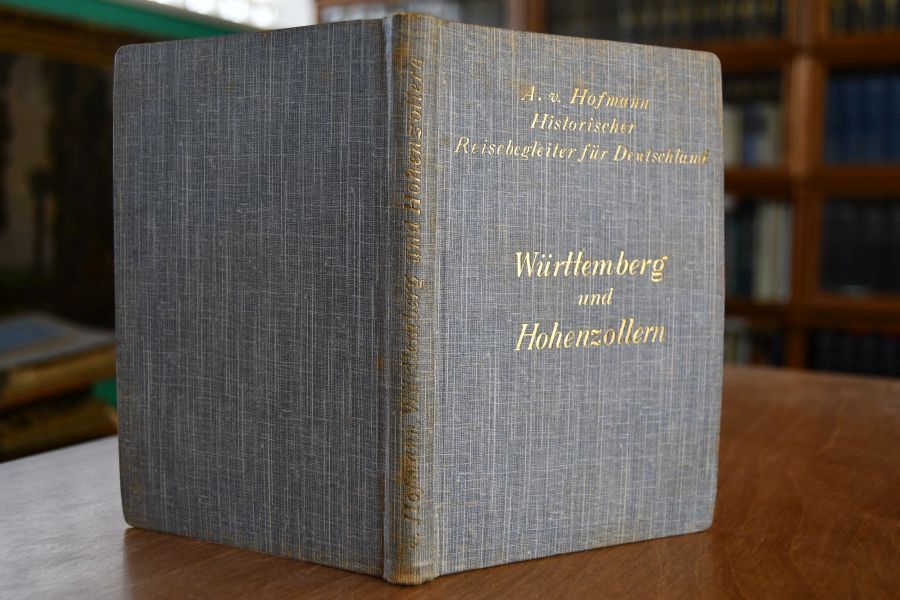 A. v. Hofmann
Historischer
Reisebegleiter für Deutschland
Württemberg
und
Hohenzollern
v. Hofmann Württemberg und Hohenzollern